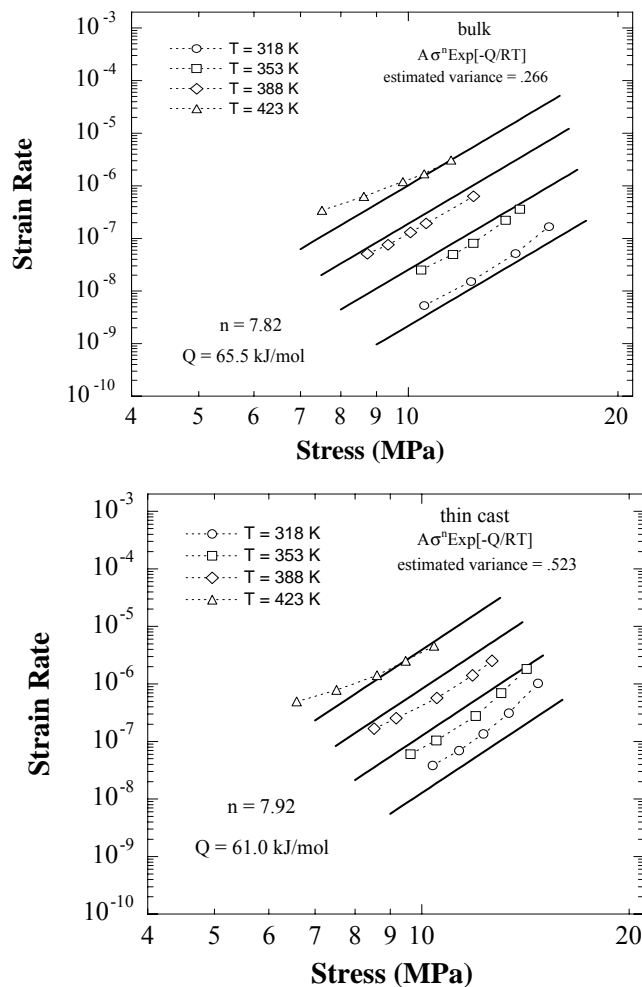 10⁻³
10⁻⁴
10⁻⁵
10⁻⁶
10⁻⁷
10⁻⁸
10⁻⁹
10⁻¹⁰
Strain Rate
T = 318 K
T = 353 K
T = 388 K
T = 423 K
bulk
AσⁿExp[-Q/RT]
estimated variance = .266
n = 7.82
Q = 65.5 kJ/mol
4 5 6 7 8 9 10 20
Stress (MPa)
10⁻³
10⁻⁴
10⁻⁵
10⁻⁶
10⁻⁷
10⁻⁸
10⁻⁹
10⁻¹⁰
Strain Rate
T = 318 K
T = 353 K
T = 388 K
T = 423 K
thin cast
AσⁿExp[-Q/RT]
estimated variance = .523
n = 7.92
Q = 61.0 kJ/mol
4 5 6 7 8 9 10 20
Stress (MPa)